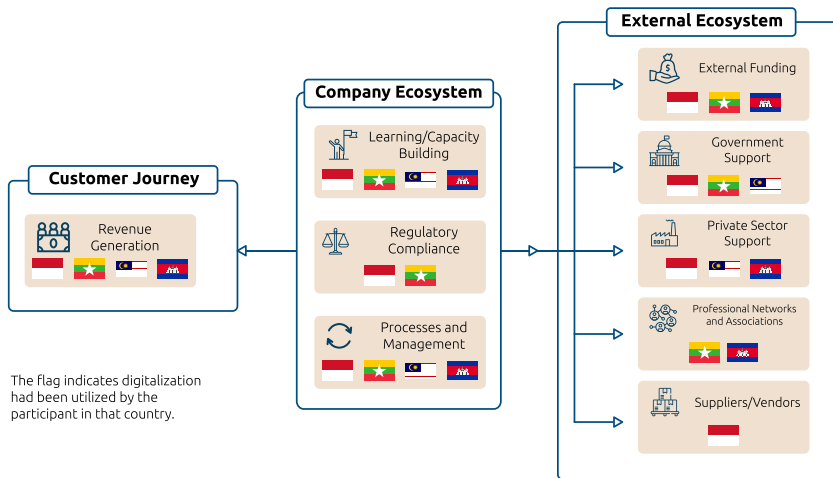 External Ecosystem
External Funding
Government
Support
Private Sector
Support
Professional Networks
and Associations
Suppliers/Vendors
Company Ecosystem
Learning/Capacity
Building
Regulatory
Compliance
Processes and
Management
Customer Journey
Revenue
Generation
The flag indicates digitalization
had been utilized by the
participant in that country.